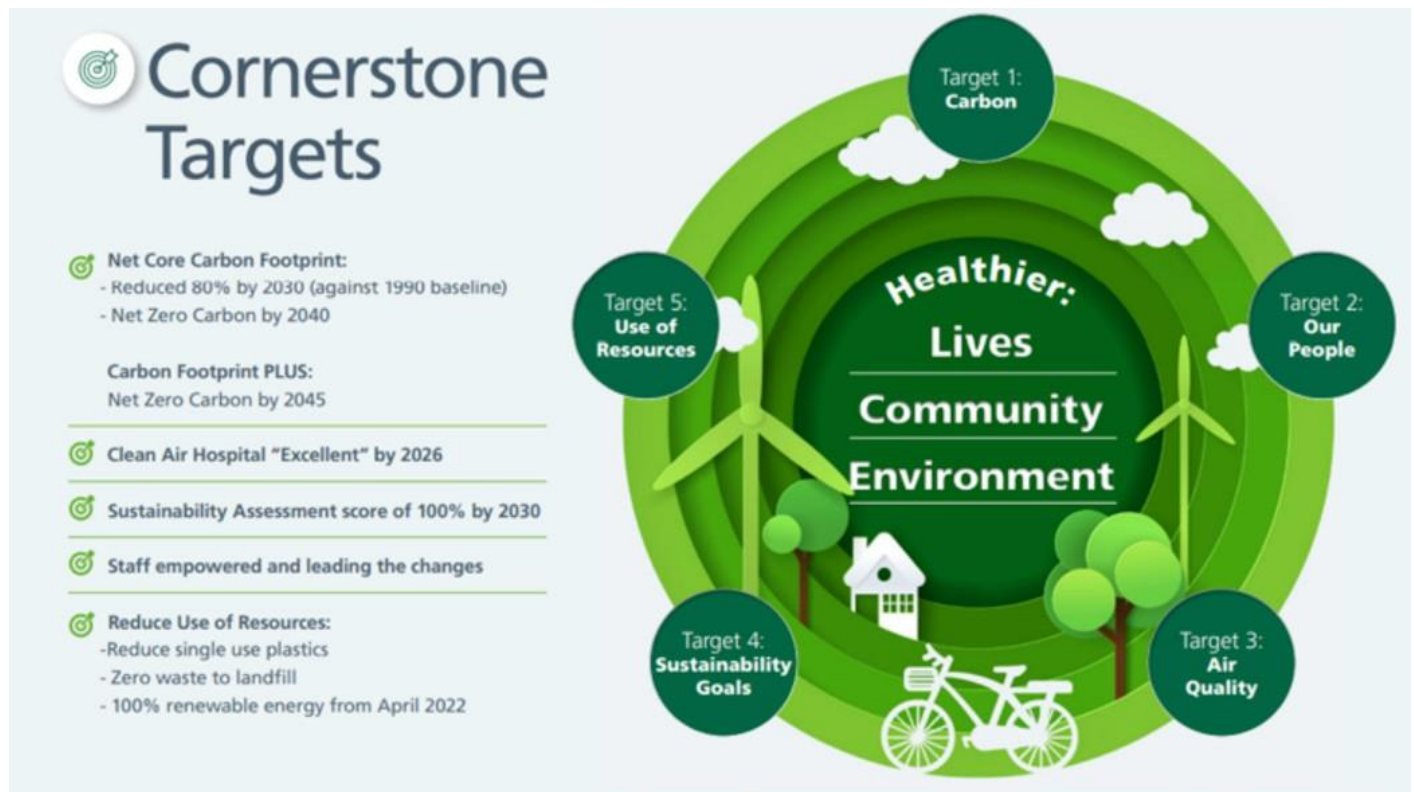 Cornerstone
Targets
Net Core Carbon Footprint:
- Reduced 80% by 2030 (against 1990 baseline)
- Net Zero Carbon by 2040
Carbon Footprint PLUS:
Net Zero Carbon by 2045
Clean Air Hospital "Excellent" by 2026
Sustainability Assessment score of 100% by 2030
Staff empowered and leading the changes
Reduce Use of Resources:
-Reduce single use plastics
- Zero waste to landfill
- 100% renewable energy from April 2022
Target 1:
Carbon
Target 2:
Our
People
Target 3:
Air
Quality
Target 4:
Sustainability
Goals
Target 5:
Use of
Resources
Healthier:
Lives
Community
Environment